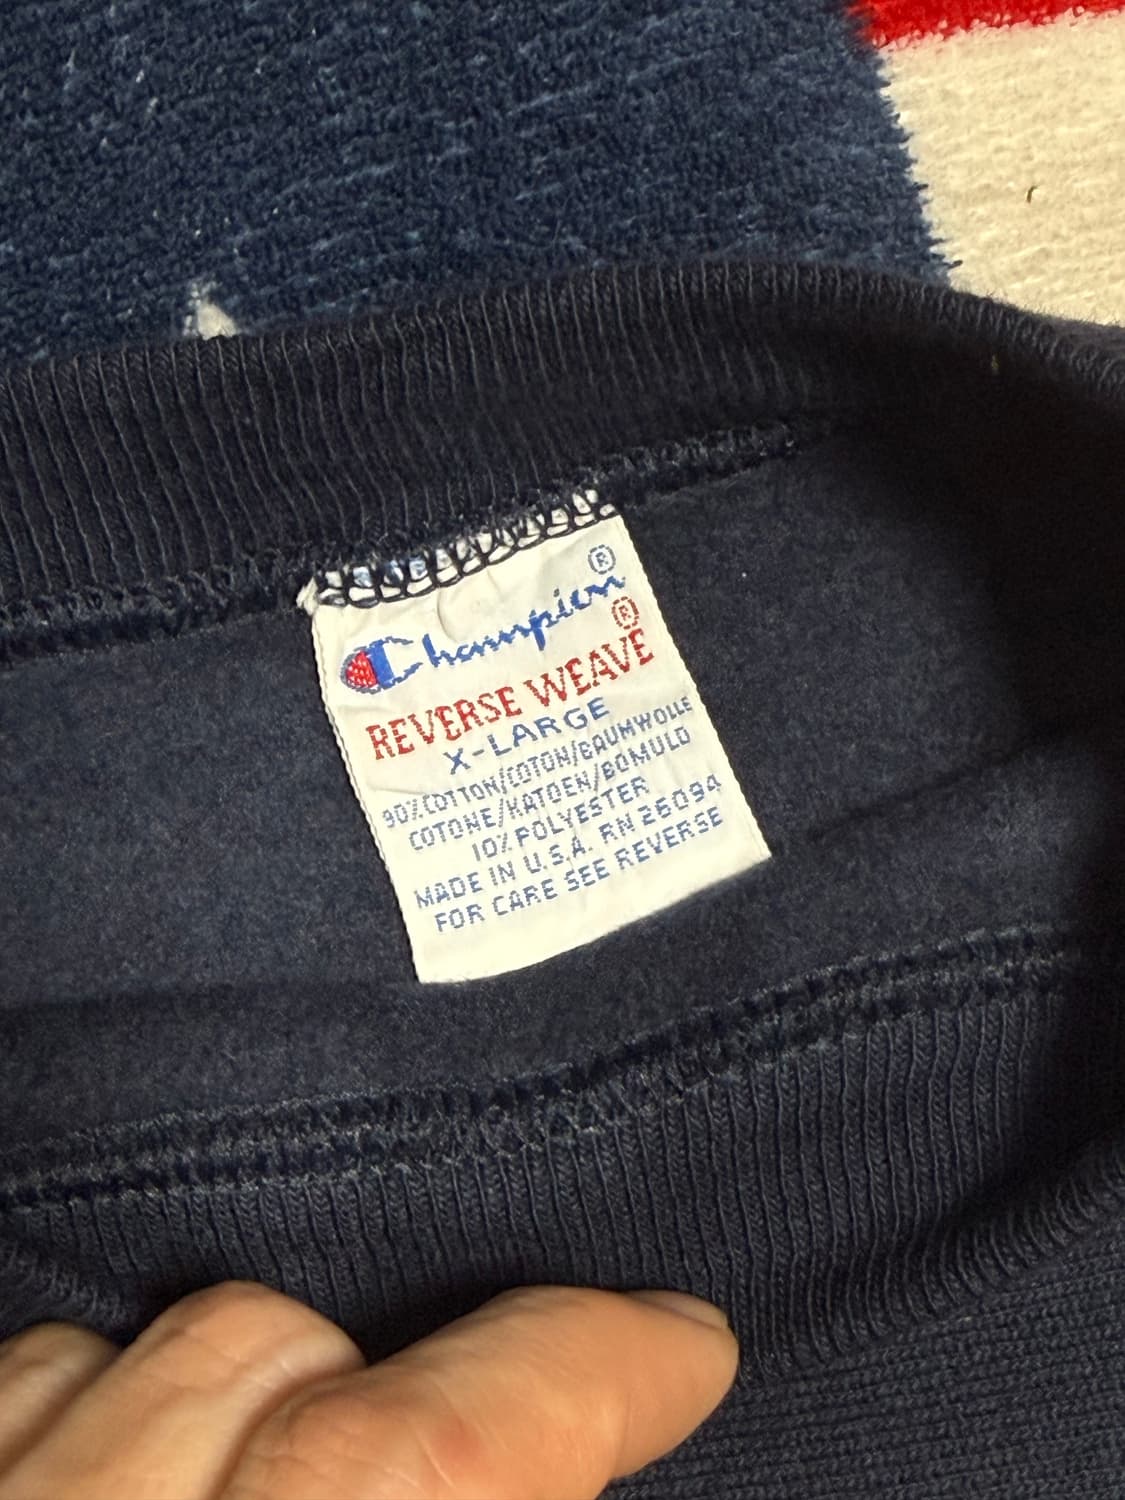 Champion®
REVERSE WEAVE®
X-LARGE
90% COTTON/COTON/BAUMWOLLE
COTONE/KATOEN/BOMULD
10% POLYESTER
MADE IN U.S.A. RN 26094
FOR CARE SEE REVERSE